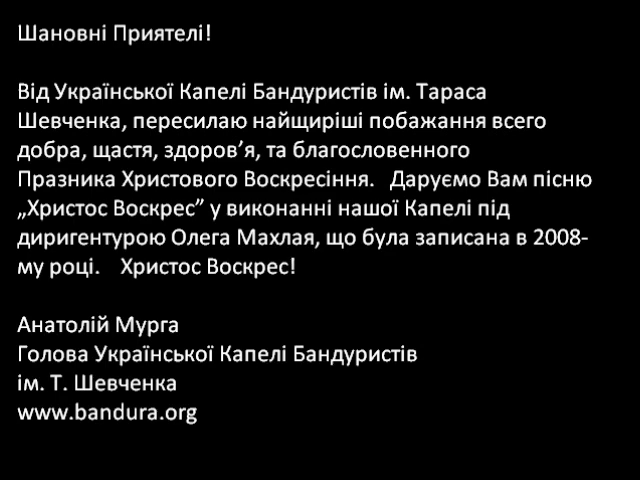 Шановні Приятелі!
Від Української Капелі Бандуристів ім. Тараса
Шевченка, пересилаю найщиріші побажання всего
добра, щастя, здоров’я, та благословенного
Празника Христового Воскресіння. Даруємо Вам пісню
„Христос Воскрес” у виконанні нашої Капелі під
диригентурою Олега Махлая, що була записана в 2008-
му році. Христос Воскрес!
Анатолій Мурга
Голова Української Капелі Бандуристів
ім. Т. Шевченка
www.bandura.org